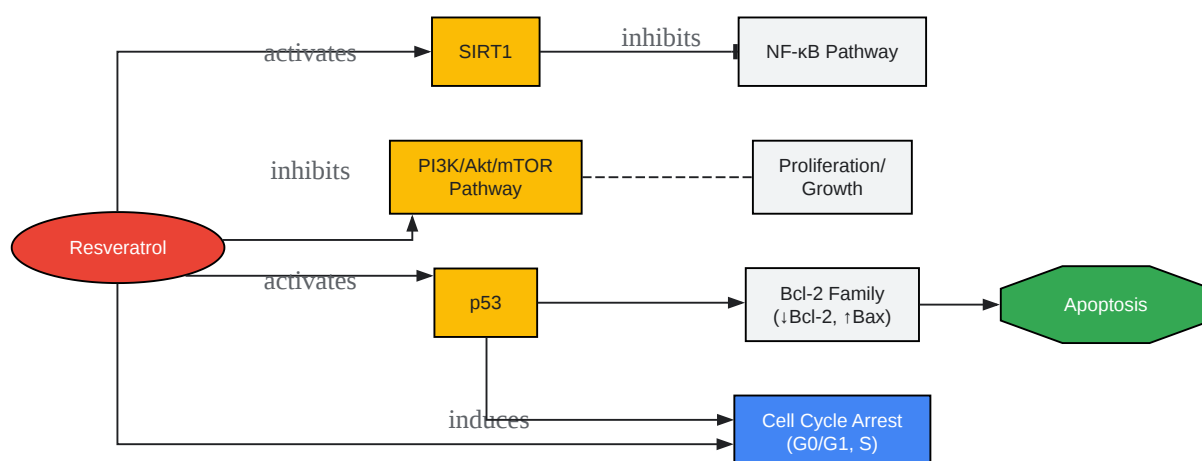 activates
SIRT1
inhibits
NF-κB Pathway
inhibits
PI3K/Akt/mTOR
Pathway
Proliferation/
Growth
Resveratrol
activates
p53
Bcl-2 Family
(↓Bcl-2, ↑Bax)
Apoptosis
induces
Cell Cycle Arrest
(G0/G1, S)